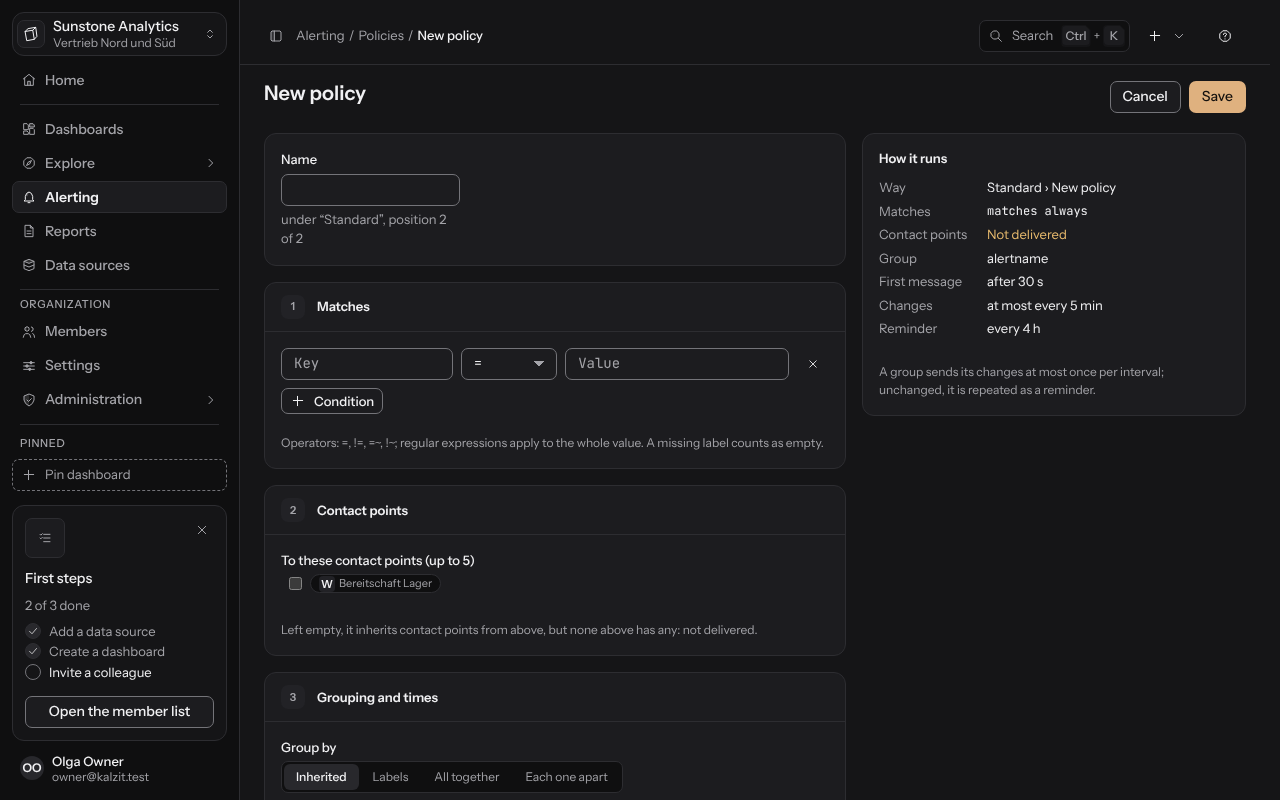 Sunstone Analytics
Vertrieb Nord und Süd
Home
Dashboards
Explore
Alerting
Reports
Data sources
ORGANIZATION
Members
Settings
Administration
PINNED
Pin dashboard
First steps
2 of 3 done
Add a data source
Create a dashboard
Invite a colleague
Open the member list
OO
Olga Owner
owner@kalzit.test
Alerting / Policies / New policy
Search Ctrl + K
New policy
Cancel
Save
Name
under “Standard”, position 2
of 2
1 Matches
Key = Value
Condition
Operators: =, !=, =~, !~; regular expressions apply to the whole value. A missing label counts as empty.
2 Contact points
To these contact points (up to 5)
W Bereitschaft Lager
Left empty, it inherits contact points from above, but none above has any: not delivered.
3 Grouping and times
Group by
Inherited Labels All together Each one apart
How it runs
Way Standard › New policy
Matches matches always
Contact points Not delivered
Group alertname
First message after 30 s
Changes at most every 5 min
Reminder every 4 h
A group sends its changes at most once per interval;
unchanged, it is repeated as a reminder.